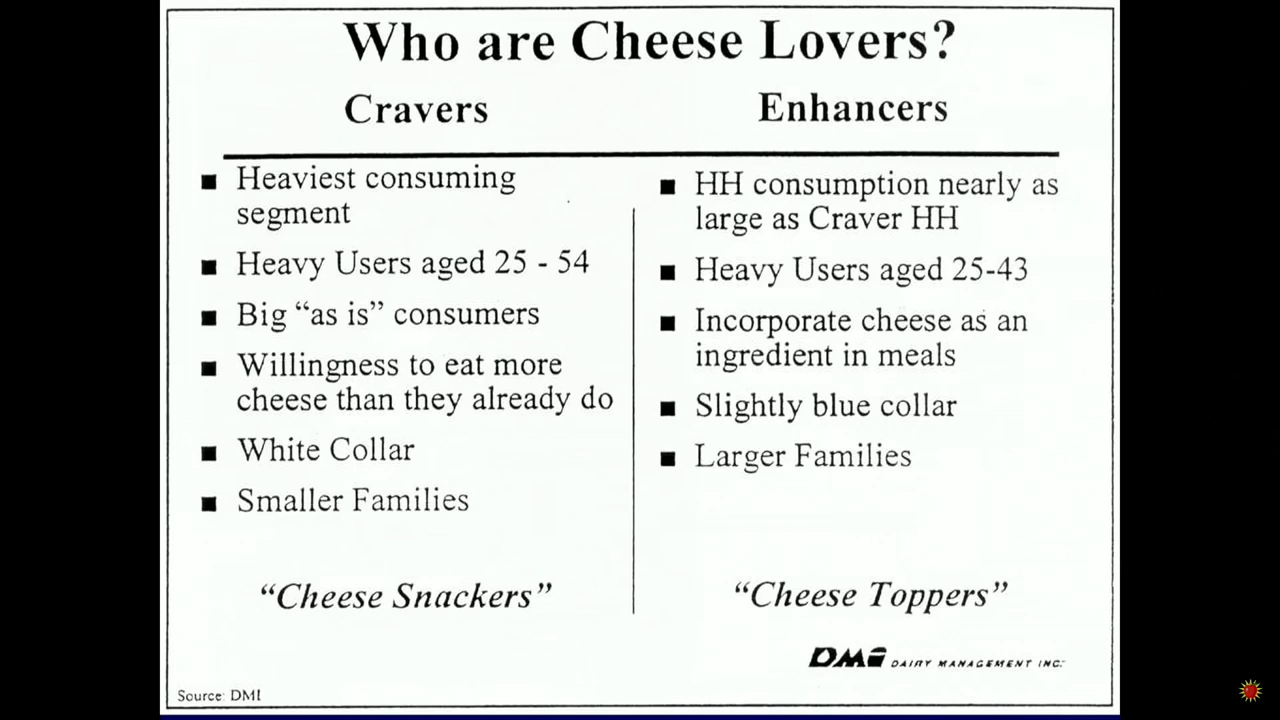 Who are Cheese Lovers?
Cravers
■ Heaviest consuming
segment
■ Heavy Users aged 25 - 54
■ Big “as is” consumers
■ Willingness to eat more
cheese than they already do
■ White Collar
■ Smaller Families
“Cheese Snackers”
Enhancers
■ HH consumption nearly as
large as Craver HH
■ Heavy Users aged 25-43
■ Incorporate cheese as an
ingredient in meals
■ Slightly blue collar
■ Larger Families
“Cheese Toppers”
DMI DAIRY MANAGEMENT INC.
Source: DMI